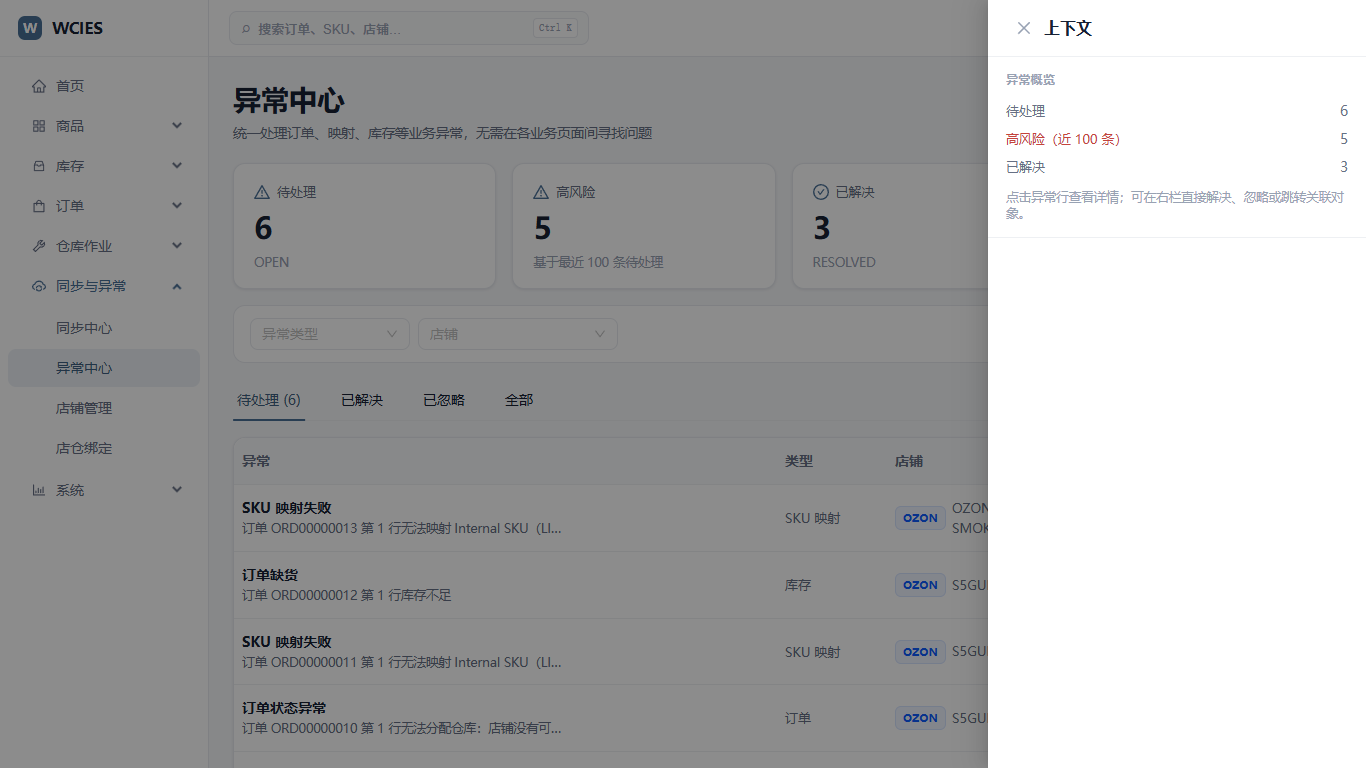 W WCIES
搜索订单、SKU、店铺... Ctrl K
首页
商品
库存
订单
仓库作业
同步与异常
同步中心
异常中心
店铺管理
店仓绑定
系统
异常中心
统一处理订单、映射、库存等业务异常，无需在各业务页面间寻找问题
待处理
6
OPEN
高风险
5
基于最近 100 条待处理
已解决
3
RESOLVED
异常类型
店铺
待处理 (6) 已解决 已忽略 全部
异常 类型 店铺
SKU 映射失败
订单 ORD00000013 第 1 行无法映射 Internal SKU（LI...
SKU 映射
OZON OZON
SMOK
订单缺货
订单 ORD00000012 第 1 行库存不足
库存
OZON S5GU
SKU 映射失败
订单 ORD00000011 第 1 行无法映射 Internal SKU（LI...
SKU 映射
OZON S5GU
订单状态异常
订单 ORD00000010 第 1 行无法分配仓库：店铺没有可...
订单
OZON S5GU
上下文
异常概览
待处理 6
高风险（近 100 条） 5
已解决 3
点击异常行查看详情；可在右栏直接解决、忽略或跳转关联对
象。